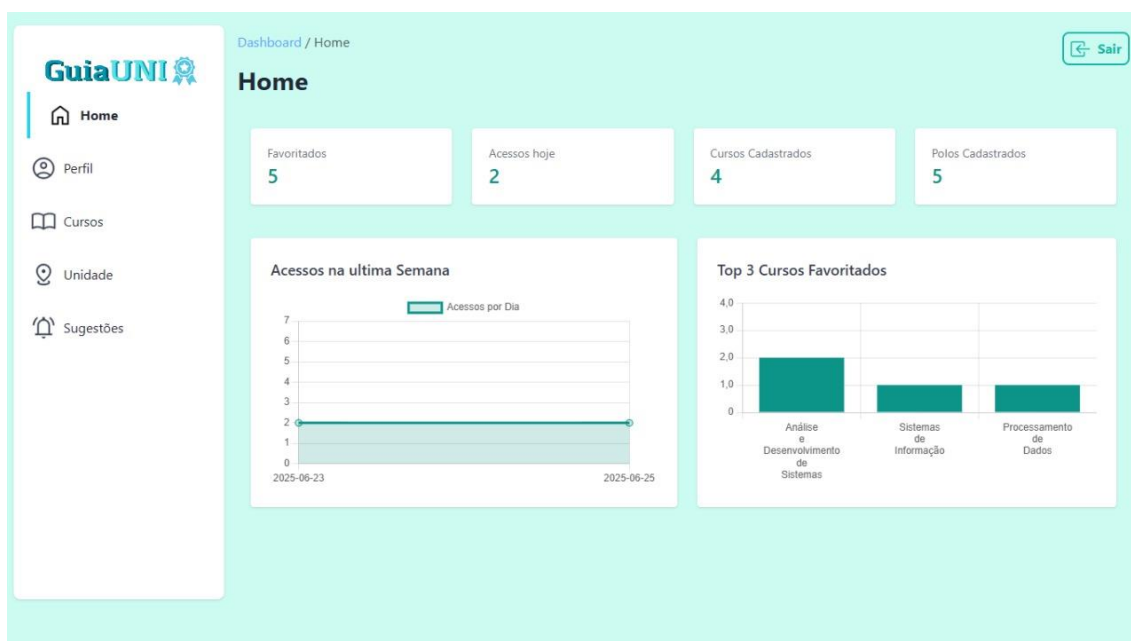 GuiaUNI
Home
Perfil
Cursos
Unidade
Sugestões
Dashboard / Home
Sair
Home
Favoritados
5
Acessos hoje
2
Cursos Cadastrados
4
Polos Cadastrados
5
Acessos na ultima Semana
Acessos por Dia
7
6
5
4
3
2
1
0
2025-06-23
2025-06-25
Top 3 Cursos Favoritados
4,0
3,0
2,0
1,0
0
Análise
e
Desenvolvimento
de
Sistemas
Sistemas
de
Informação
Processamento
de
Dados